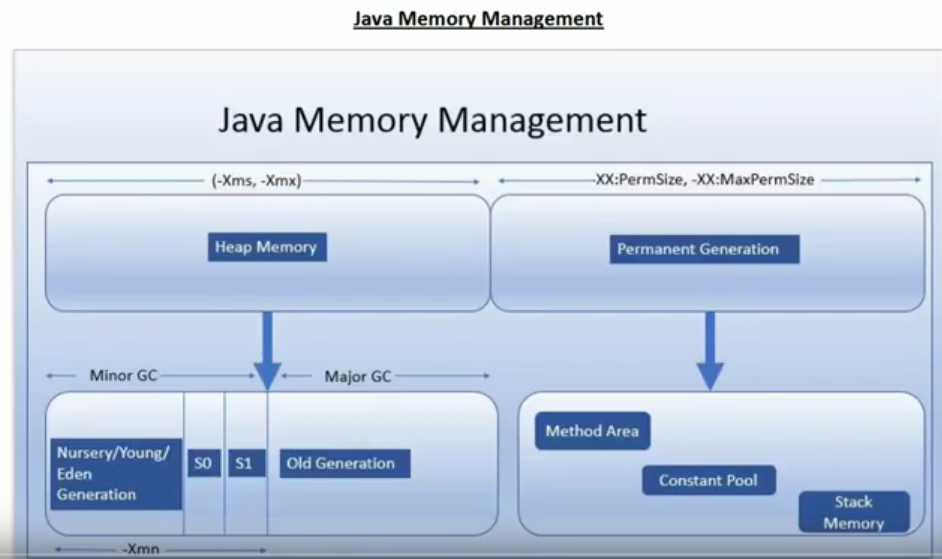 Java Memory Management
Java Memory Management
(-Xms, -Xmx)
-XX:PermSize, -XX:MaxPermSize
Heap Memory
Permanent Generation
Minor GC
Major GC
Method Area
Nursery/Young/
Eden
Generation
S0
S1
Old Generation
Constant Pool
Stack
Memory
-Xmn